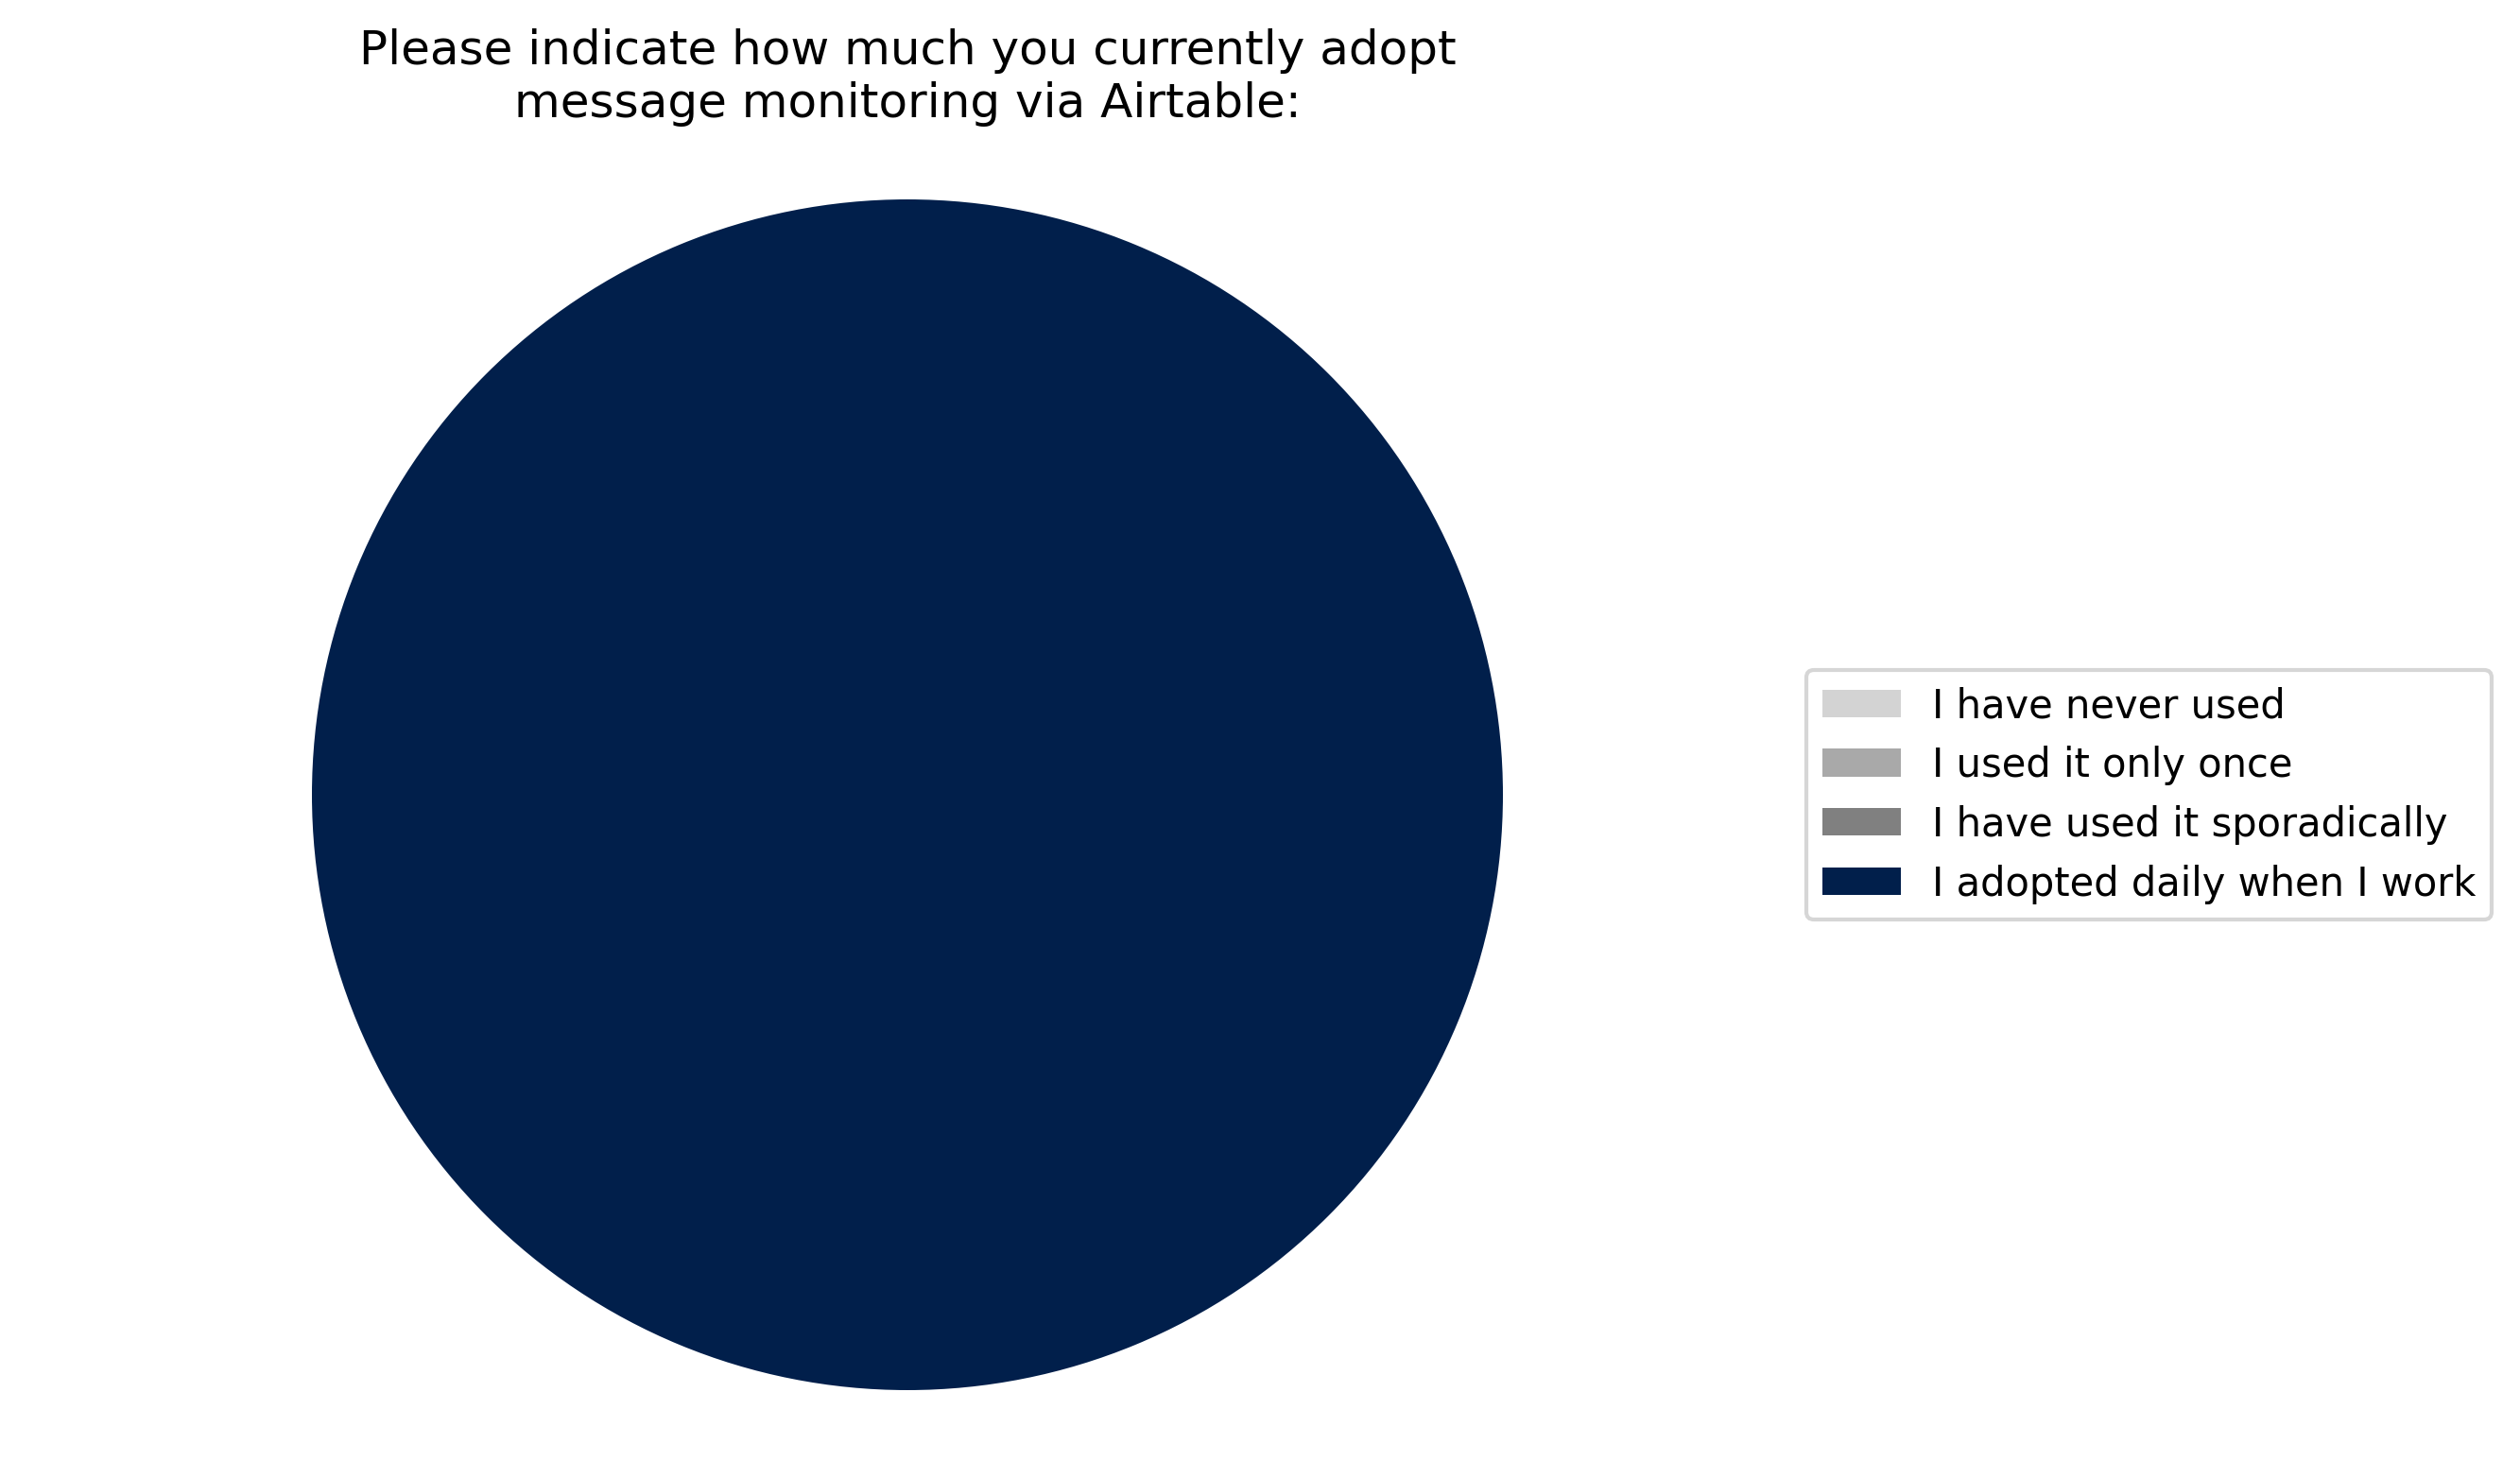 Please indicate how much you currently adopt
message monitoring via Airtable:
I have never used
I used it only once
I have used it sporadically
I adopted daily when I work